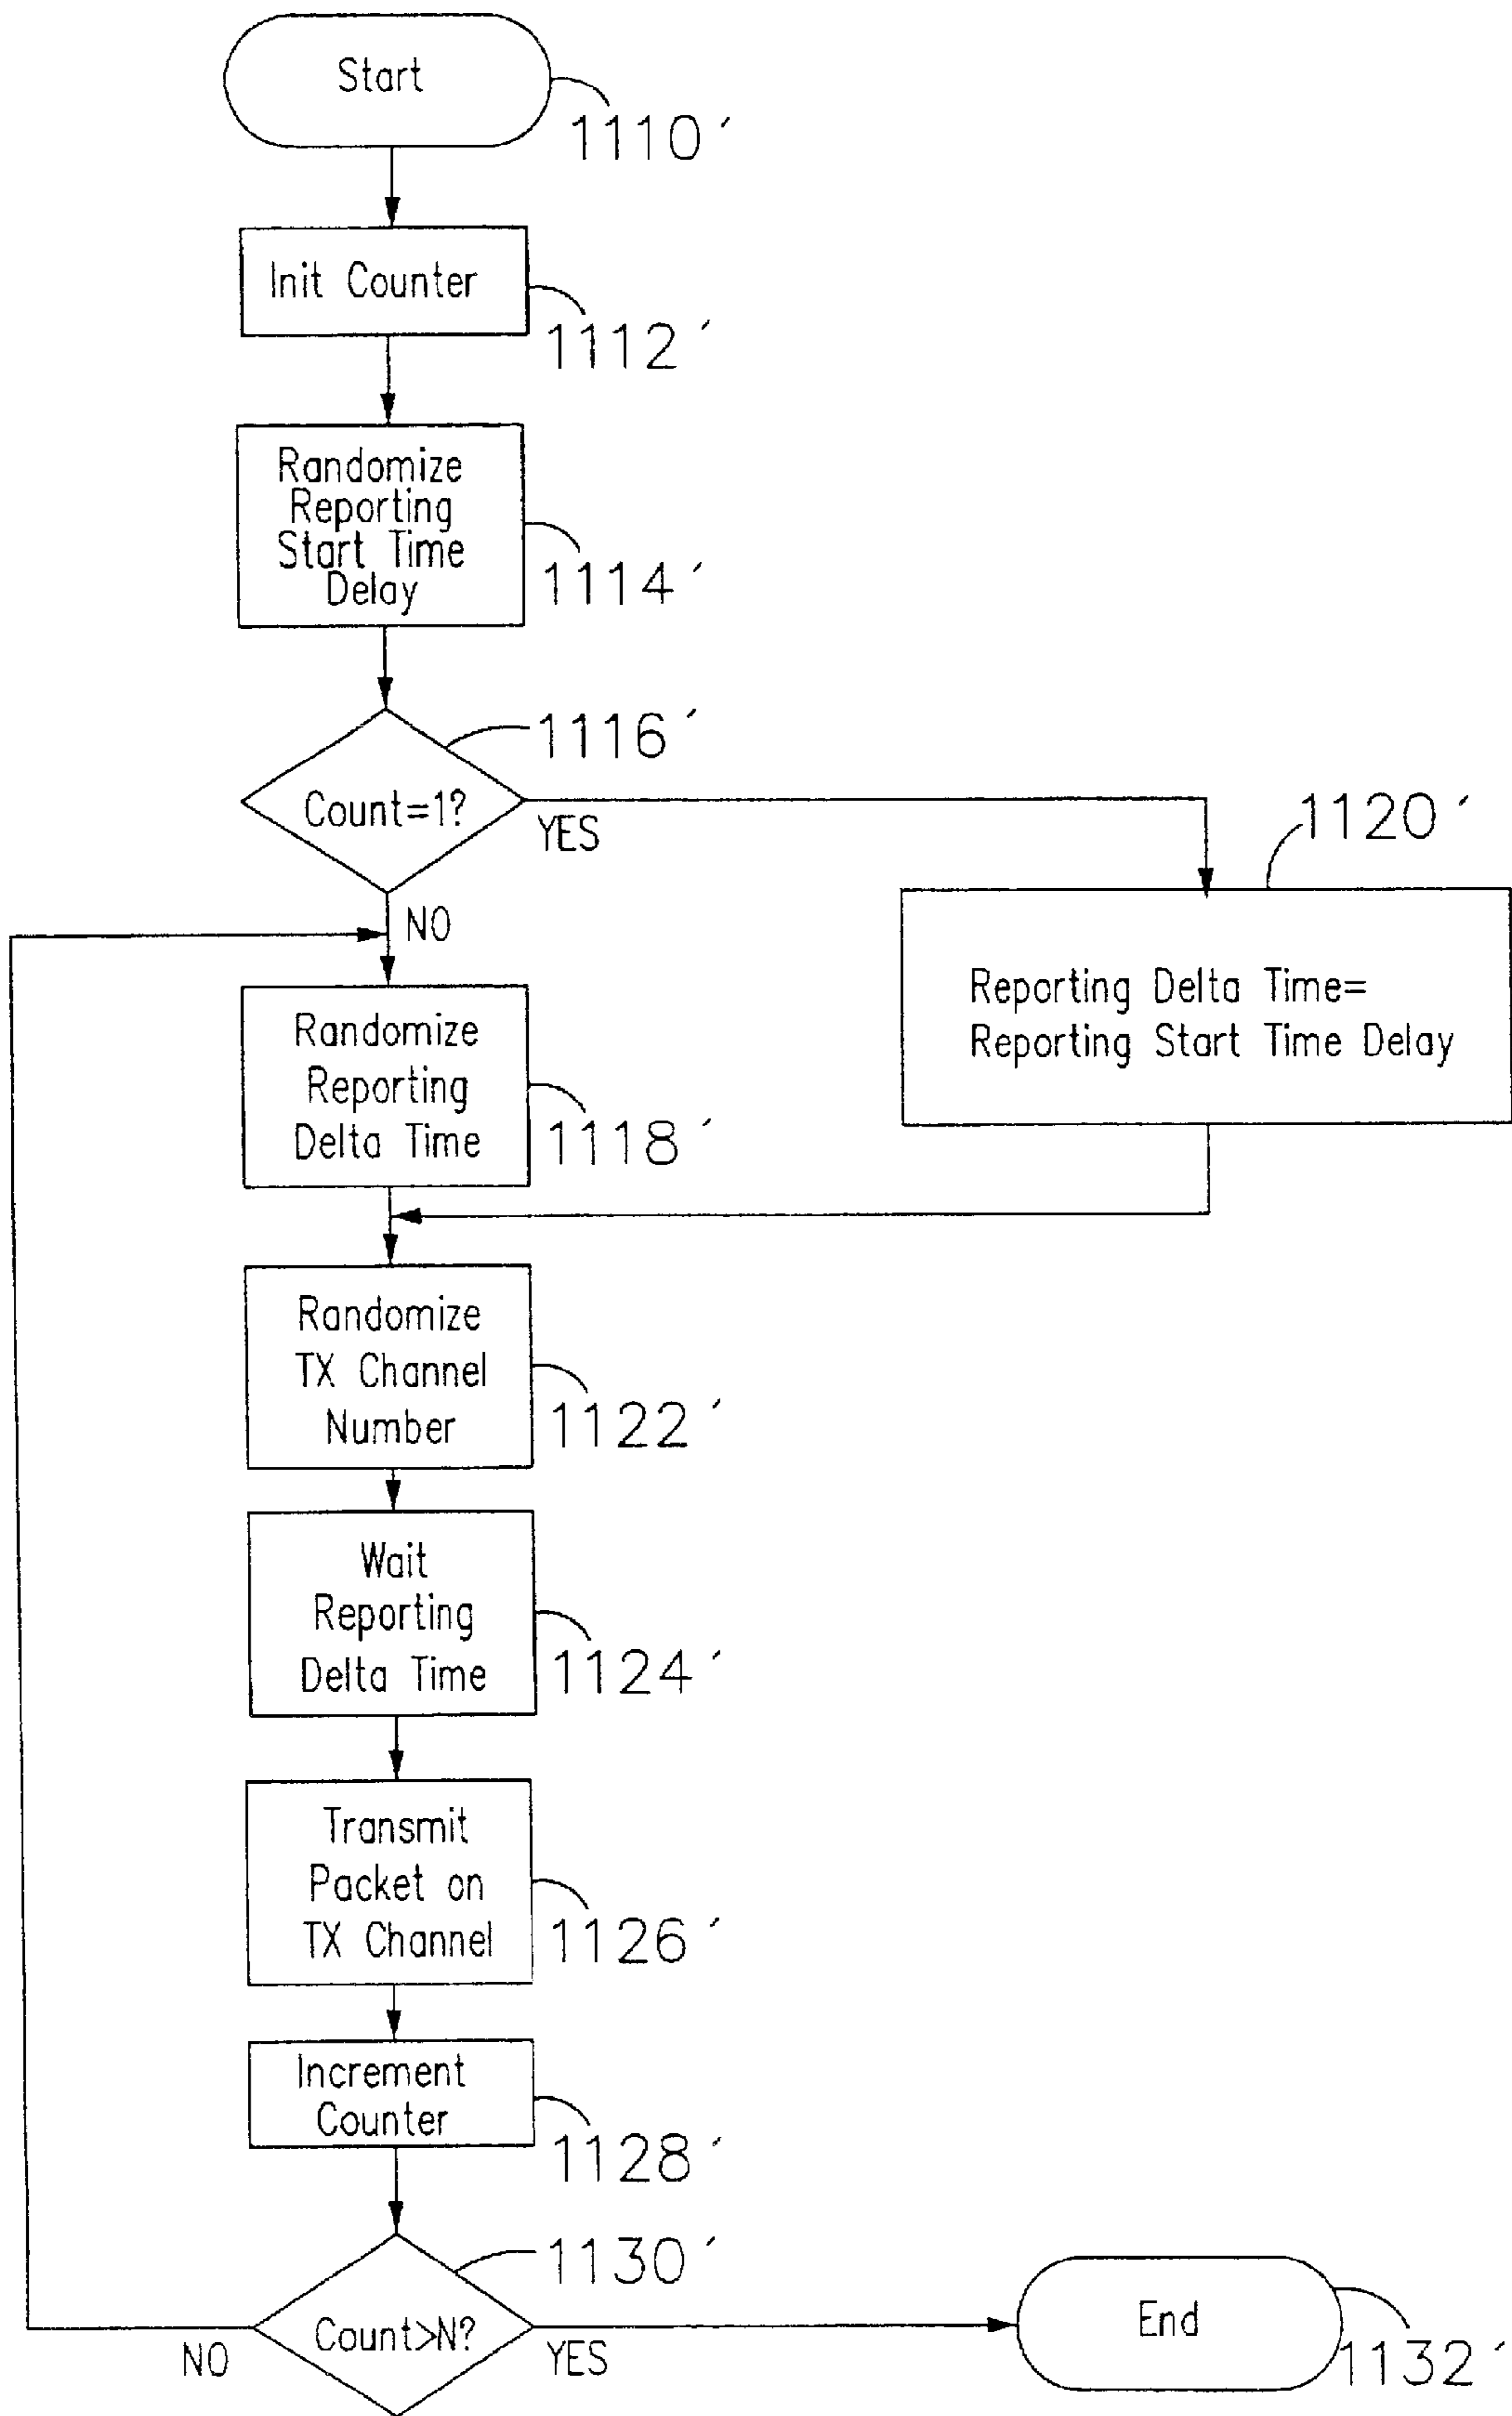 Start
1110′
Init Counter
1112′
Randomize
Reporting
Start Time
Delay
1114′
1116′
Count=1?
YES
NO
1120′
Reporting Delta Time=
Reporting Start Time Delay
Randomize
Reporting
Delta Time
1118′
Randomize
TX Channel
Number
1122′
Wait
Reporting
Delta Time
1124′
Transmit
Packet on
TX Channel
1126′
Increment
Counter
1128′
1130′
Count>N?
NO
YES
End
1132′